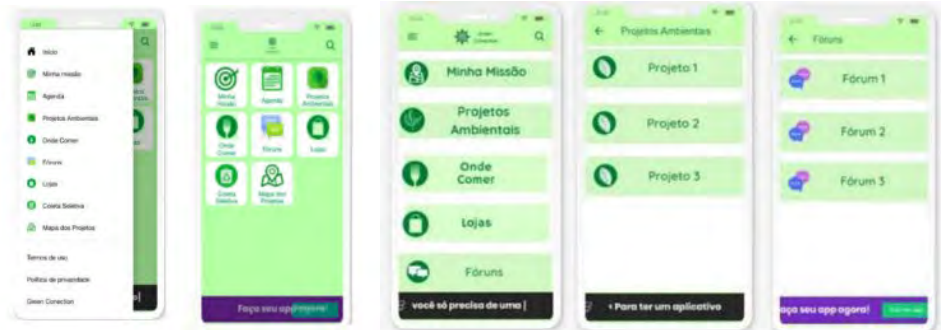 Início
Minha missão
Agenda
Projetos Ambientais
Onde Comer
Fóruns
Lojas
Coleta Seletiva
Mapa dos Projetos
Termos de uso
Política de privacidade
Green Conection
Minha missão
Agenda
Projetos Ambientais
Onde Comer
Fóruns
Lojas
Coleta Seletiva
Mapa dos Projetos
Faça seu app agora!
Minha Missão
Projetos
Ambientais
Onde
Comer
Lojas
Fóruns
você só precisa de uma
Projetos Ambientais
Projeto 1
Projeto 2
Projeto 3
Para ter um aplicativo
Fóruns
Fórum 1
Fórum 2
Fórum 3
aça seu app agora!